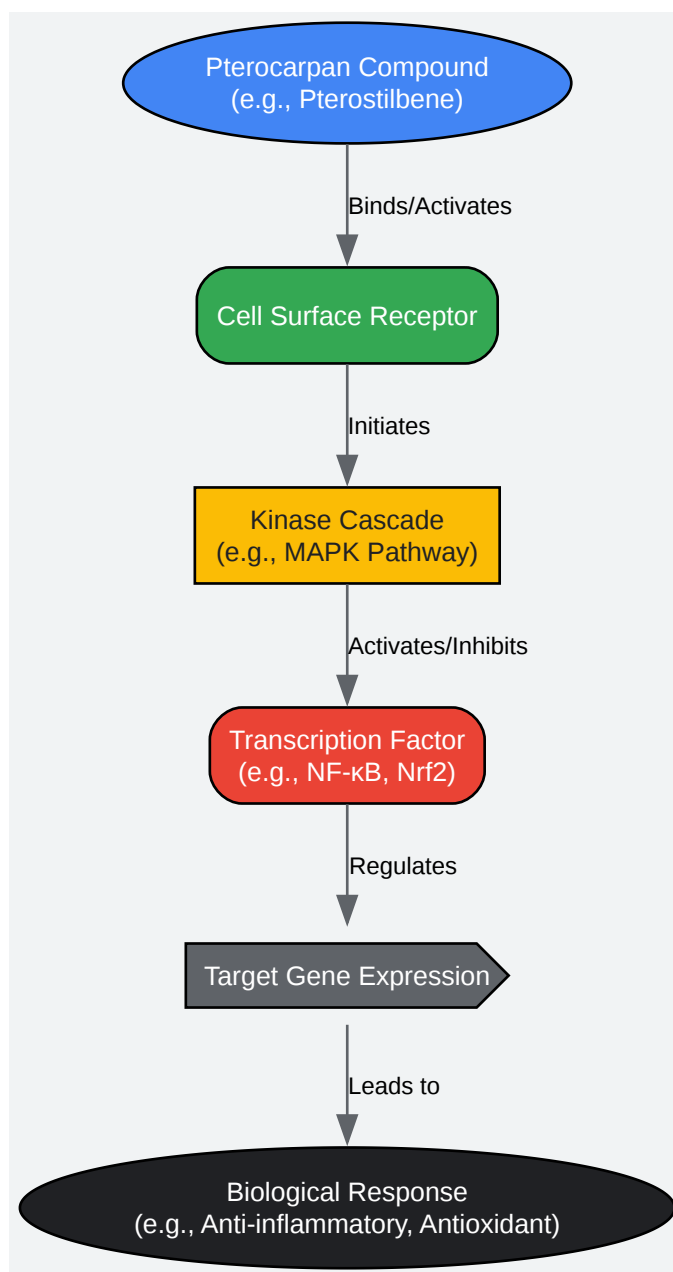 Pterocarpan Compound
(e.g., Pterostilbene)
Binds/Activates
Cell Surface Receptor
Initiates
Kinase Cascade
(e.g., MAPK Pathway)
Activates/Inhibits
Transcription Factor
(e.g., NF-κB, Nrf2)
Regulates
Target Gene Expression
Leads to
Biological Response
(e.g., Anti-inflammatory, Antioxidant)